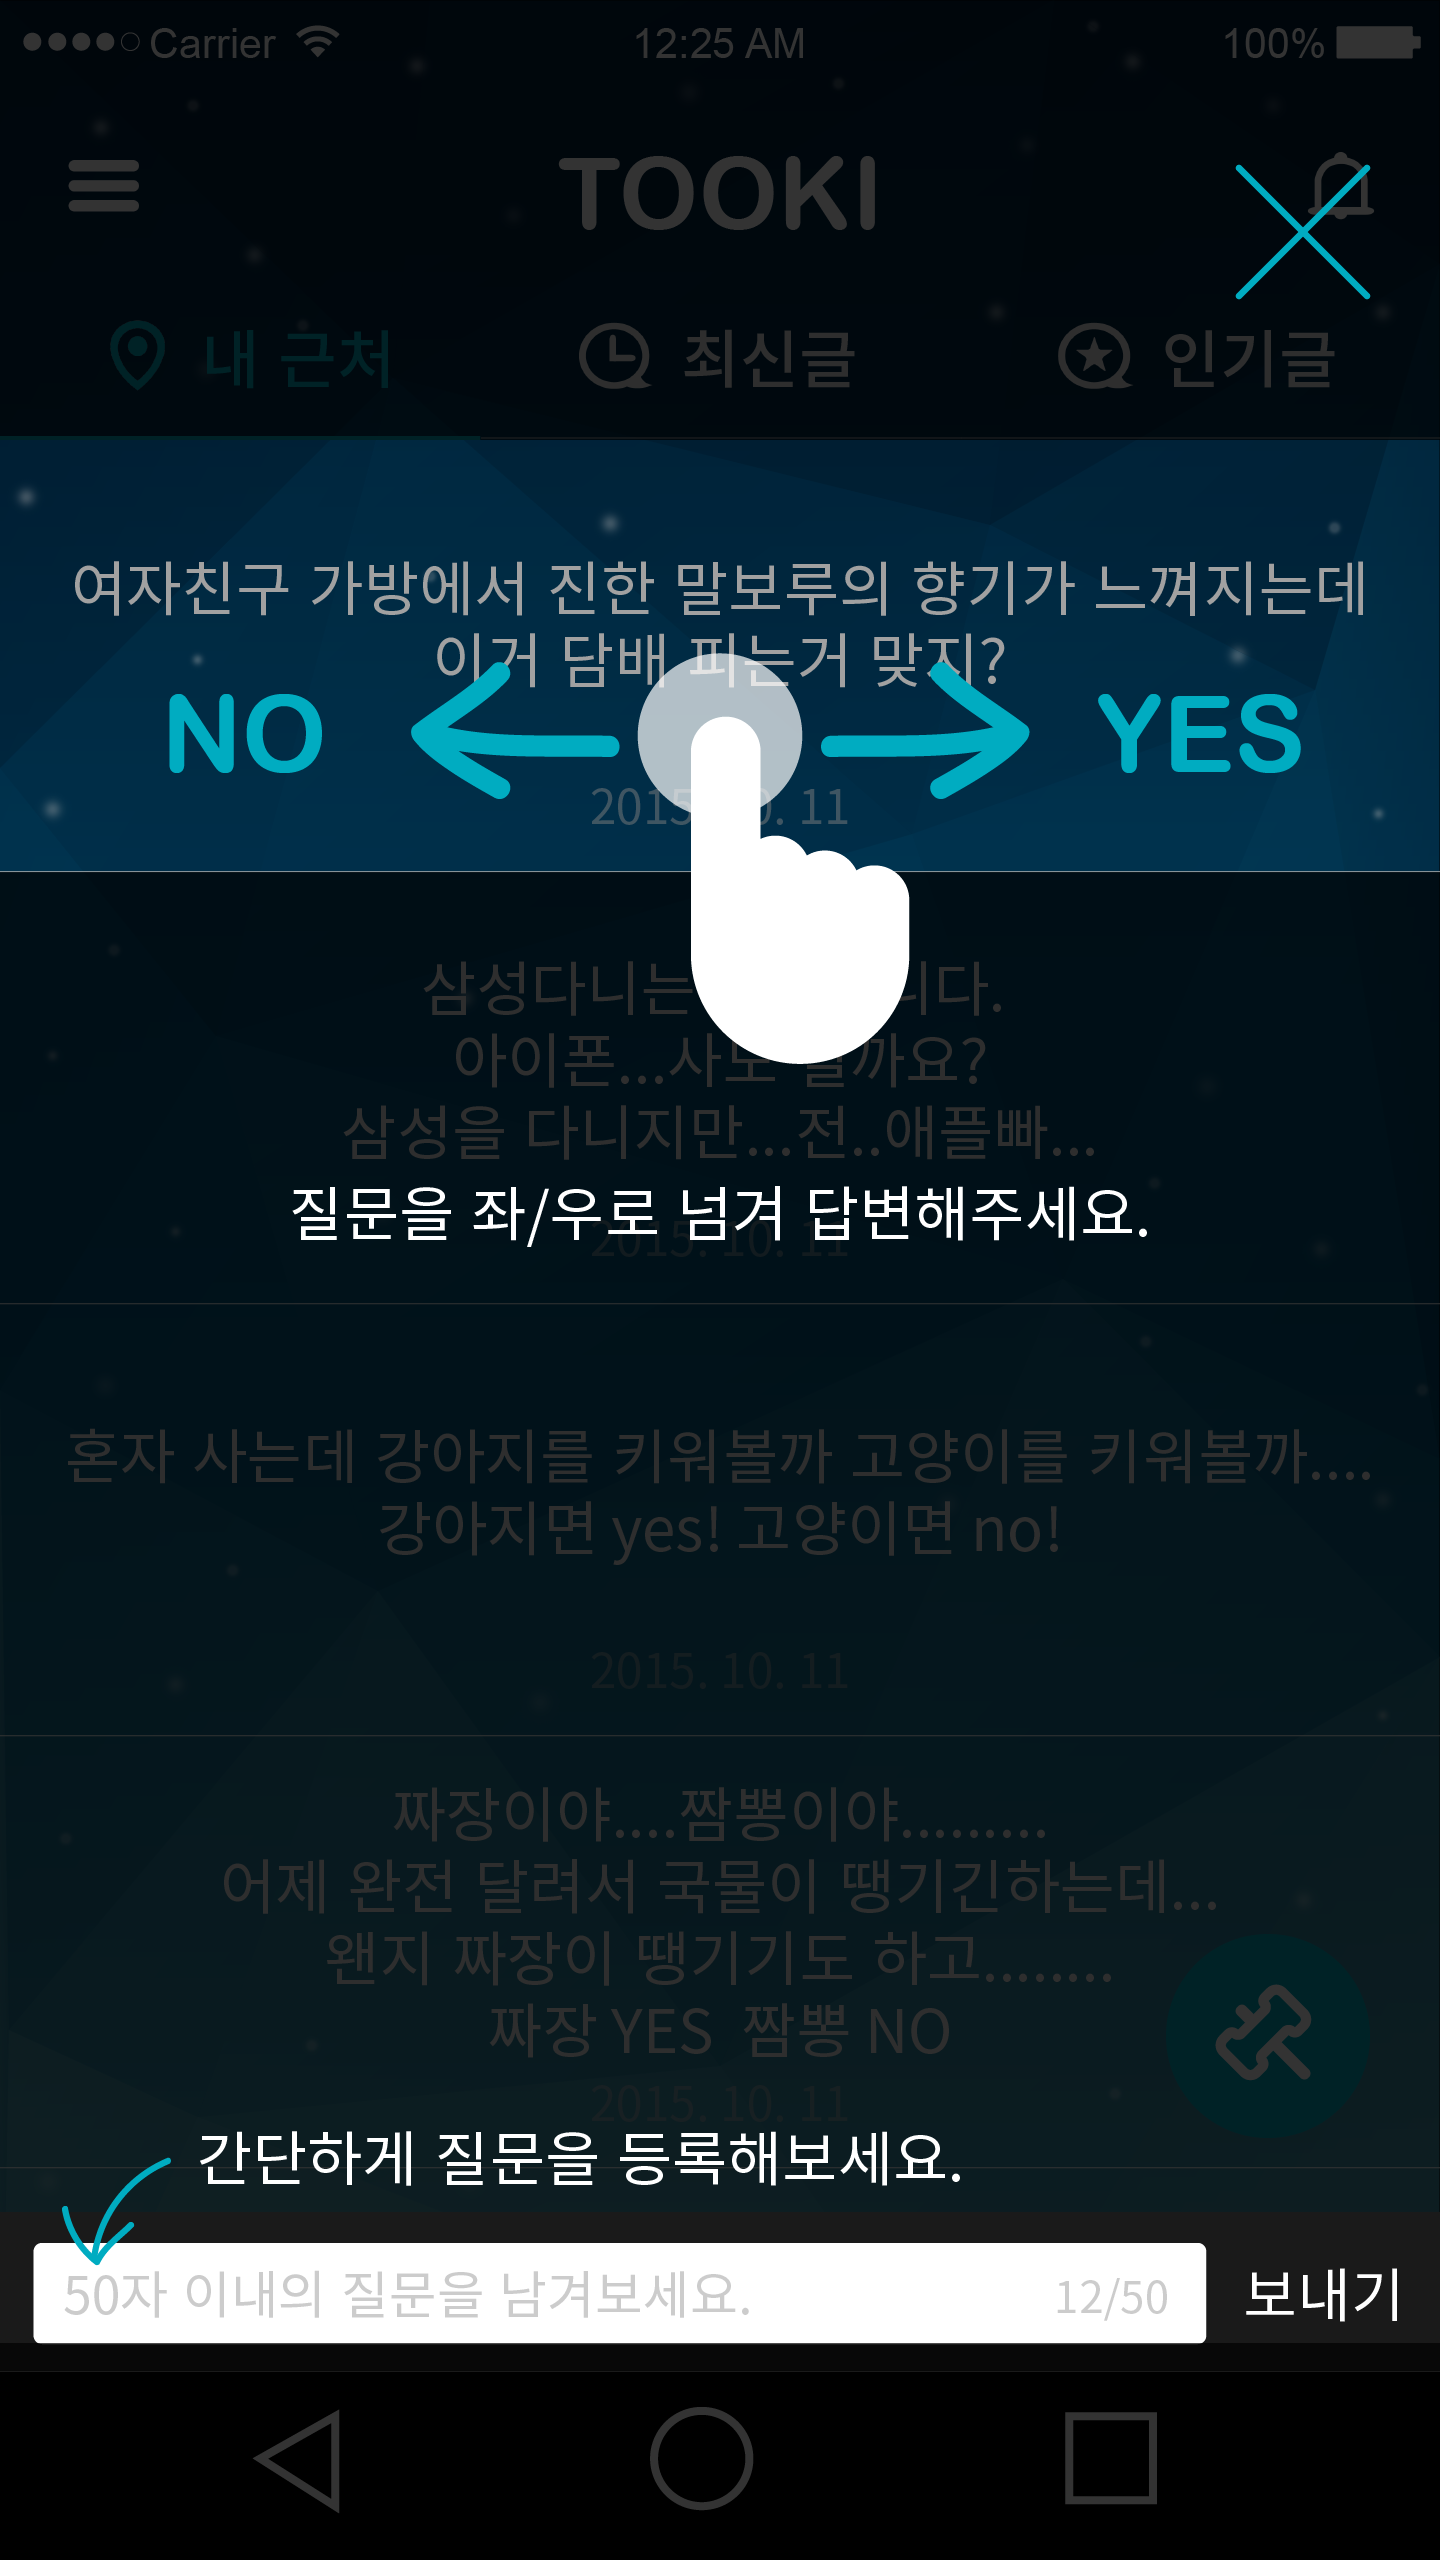 Carrier 12:25 AM 100%
TOOKI
내 근처 최신글 인기글
여자친구 가방에서 진한 말보루의 향기가 느껴지는데
이거 담배 피는거 맞지?
NO YES
2015. 10. 11
삼성다니는 니다.
아이폰...사도 될까요?
삼성을 다니지만...전..애플빠...
질문을 좌/우로 넘겨 답변해주세요.
2015. 10. 11
혼자 사는데 강아지를 키워볼까 고양이를 키워볼까....
강아지면 yes! 고양이면 no!
2015. 10. 11
짜장이야....짬뽕이야.........
어제 완전 달려서 국물이 땡기긴하는데...
왠지 짜장이 땡기기도 하고........
짜장 YES 짬뽕 NO
2015. 10. 11
간단하게 질문을 등록해보세요.
50자 이내의 질문을 남겨보세요. 12/50 보내기